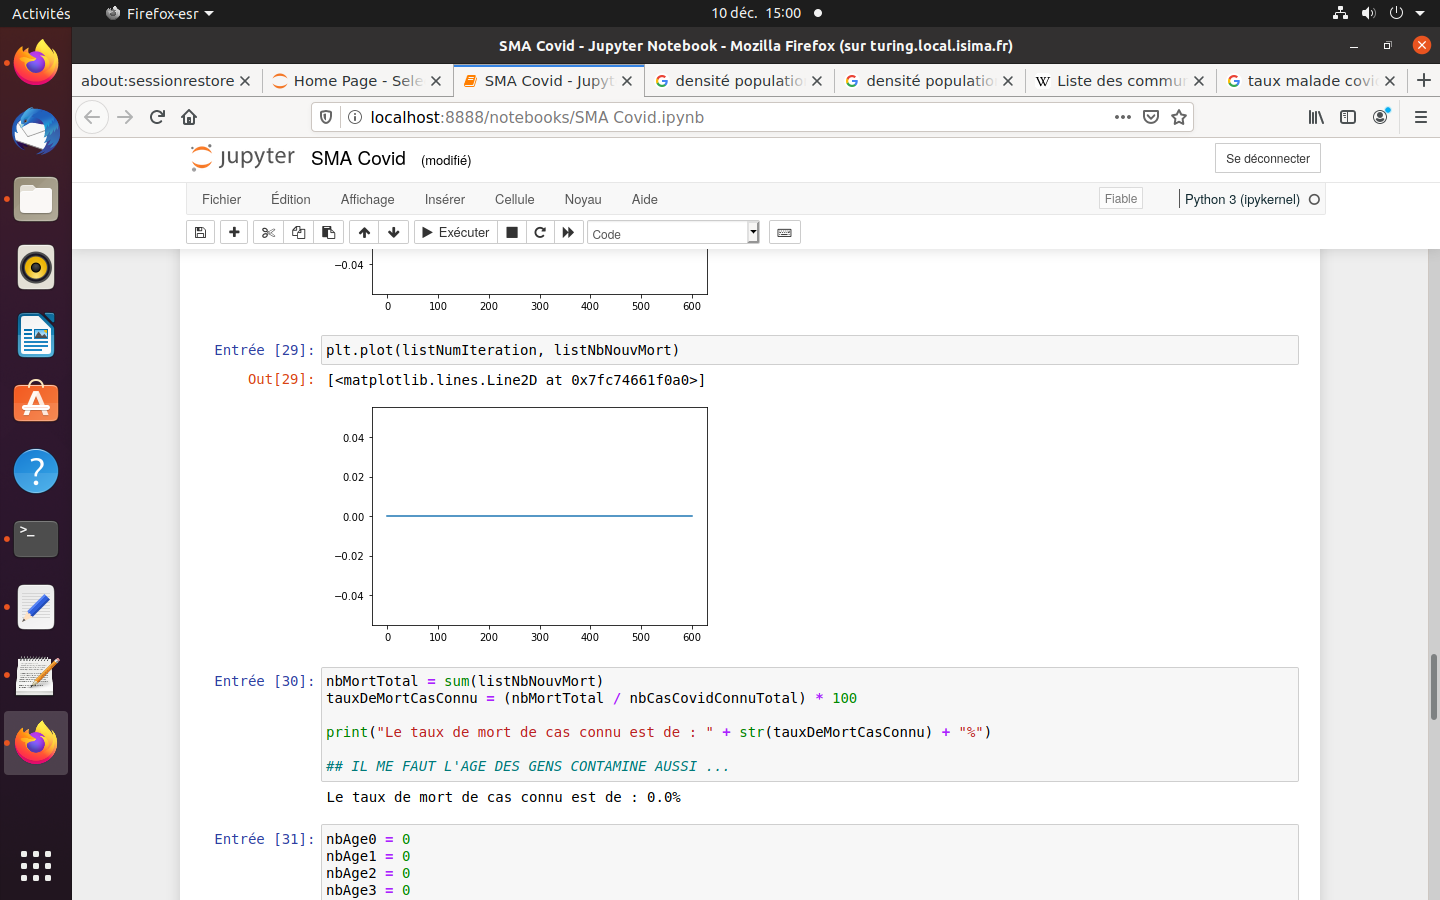 Activités
Firefox-esr
10 déc. 15:00
SMA Covid - Jupyter Notebook - Mozilla Firefox (sur turing.local.isima.fr)
about:sessionrestore
Home Page - Sele
SMA Covid - Jupyt
densité populatio
densité populatio
Liste des commu
taux malade covi
localhost:8888/notebooks/SMA Covid.ipynb
jupyter SMA Covid (modifié)
Se déconnecter
Fichier Édition Affichage Insérer Cellule Noyau Aide
Fiable
Python 3 (ipykernel)
Exécuter
Code
−0.04
0 100 200 300 400 500 600
Entrée [29]: plt.plot(listNumIteration, listNbNouvMort)
Out[29]: [<matplotlib.lines.Line2D at 0x7fc74661f0a0>]
0.04
0.02
0.00
−0.02
−0.04
0 100 200 300 400 500 600
Entrée [30]: nbMortTotal = sum(listNbNouvMort)
tauxDeMortCasConnu = (nbMortTotal / nbCasCovidConnuTotal) * 100
print("Le taux de mort de cas connu est de : " + str(tauxDeMortCasConnu) + "%")
## IL ME FAUT L'AGE DES GENS CONTAMINE AUSSI ...
Le taux de mort de cas connu est de : 0.0%
Entrée [31]: nbAge0 = 0
nbAge1 = 0
nbAge2 = 0
nbAge3 = 0